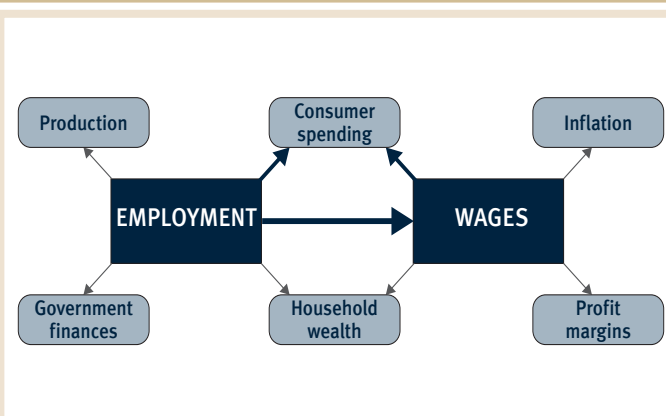 Production
Consumer
spending
Inflation
EMPLOYMENT
WAGES
Government
finances
Household
wealth
Profit
margins